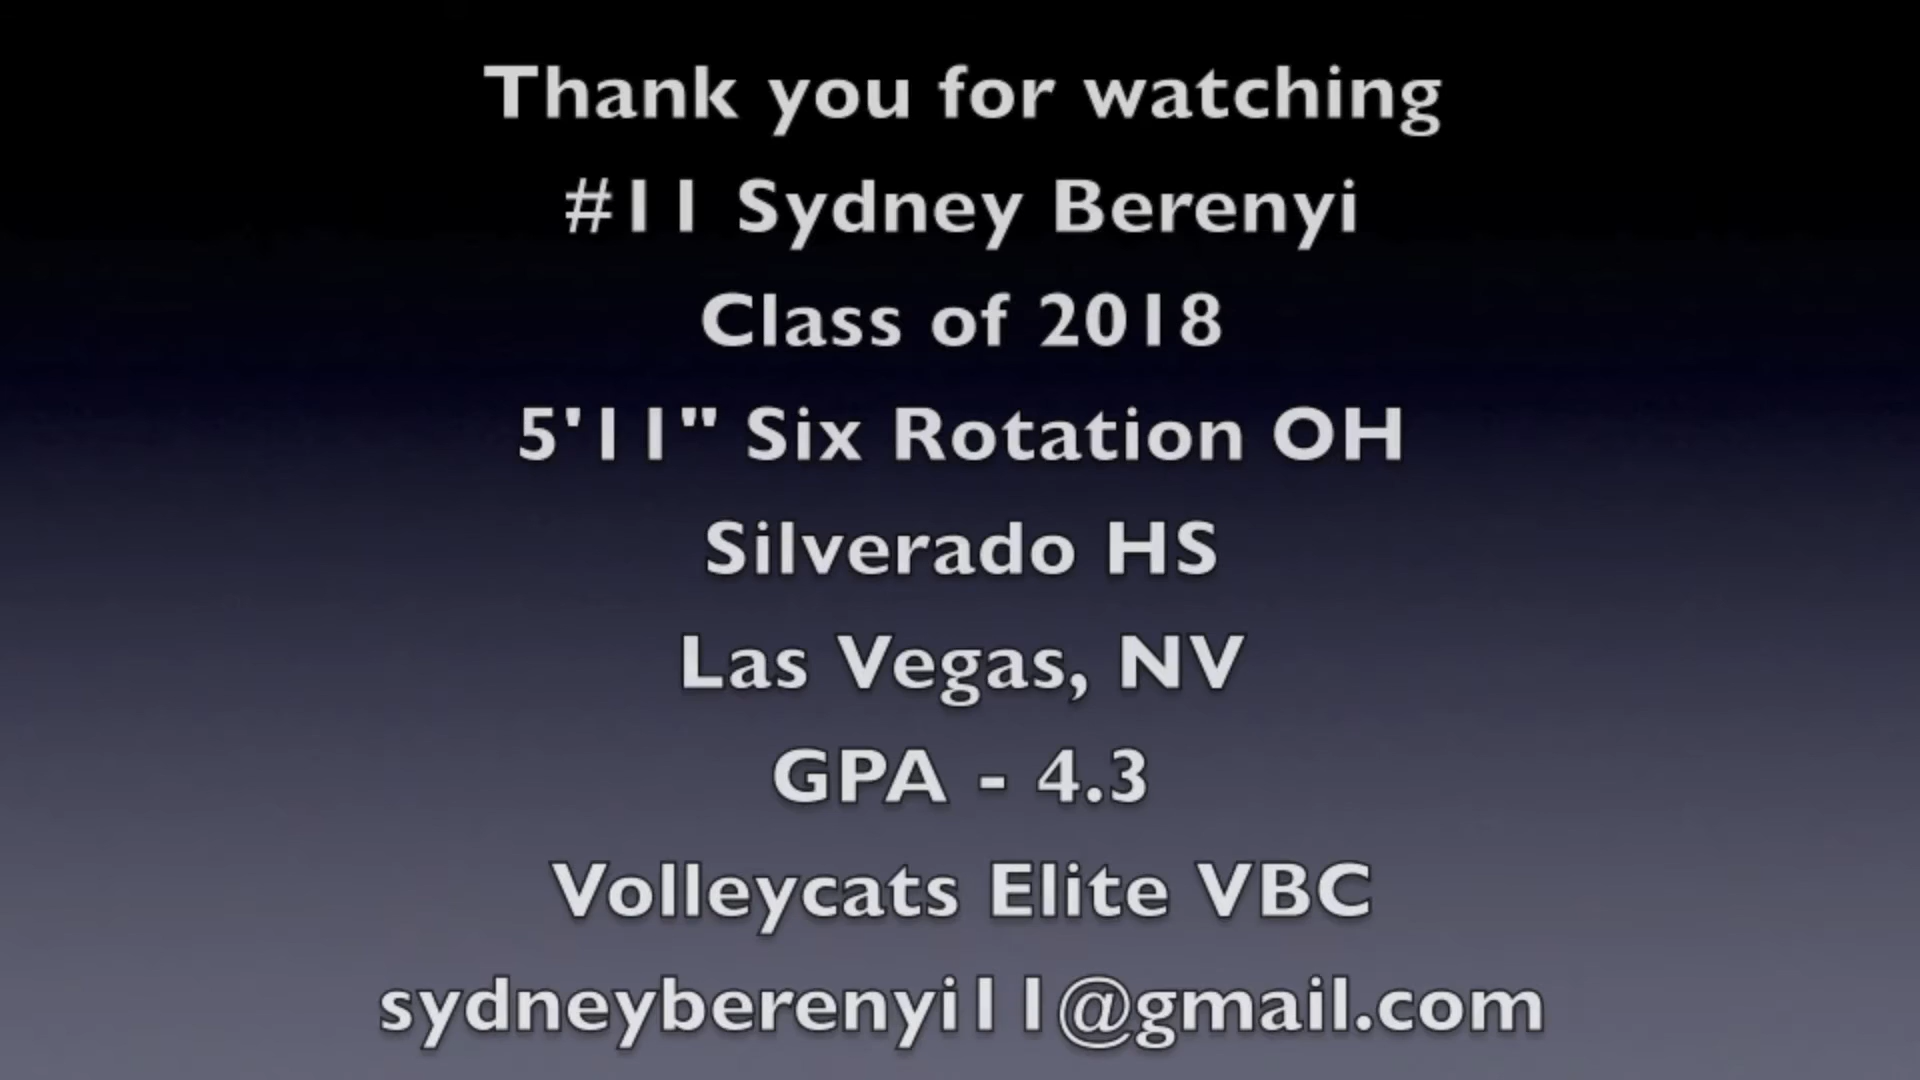 Thank you for watching
#11 Sydney Berenyi
Class of 2018
5'11" Six Rotation OH
Silverado HS
Las Vegas, NV
GPA - 4.3
Volleycats Elite VBC
sydneyberenyi11@gmail.com